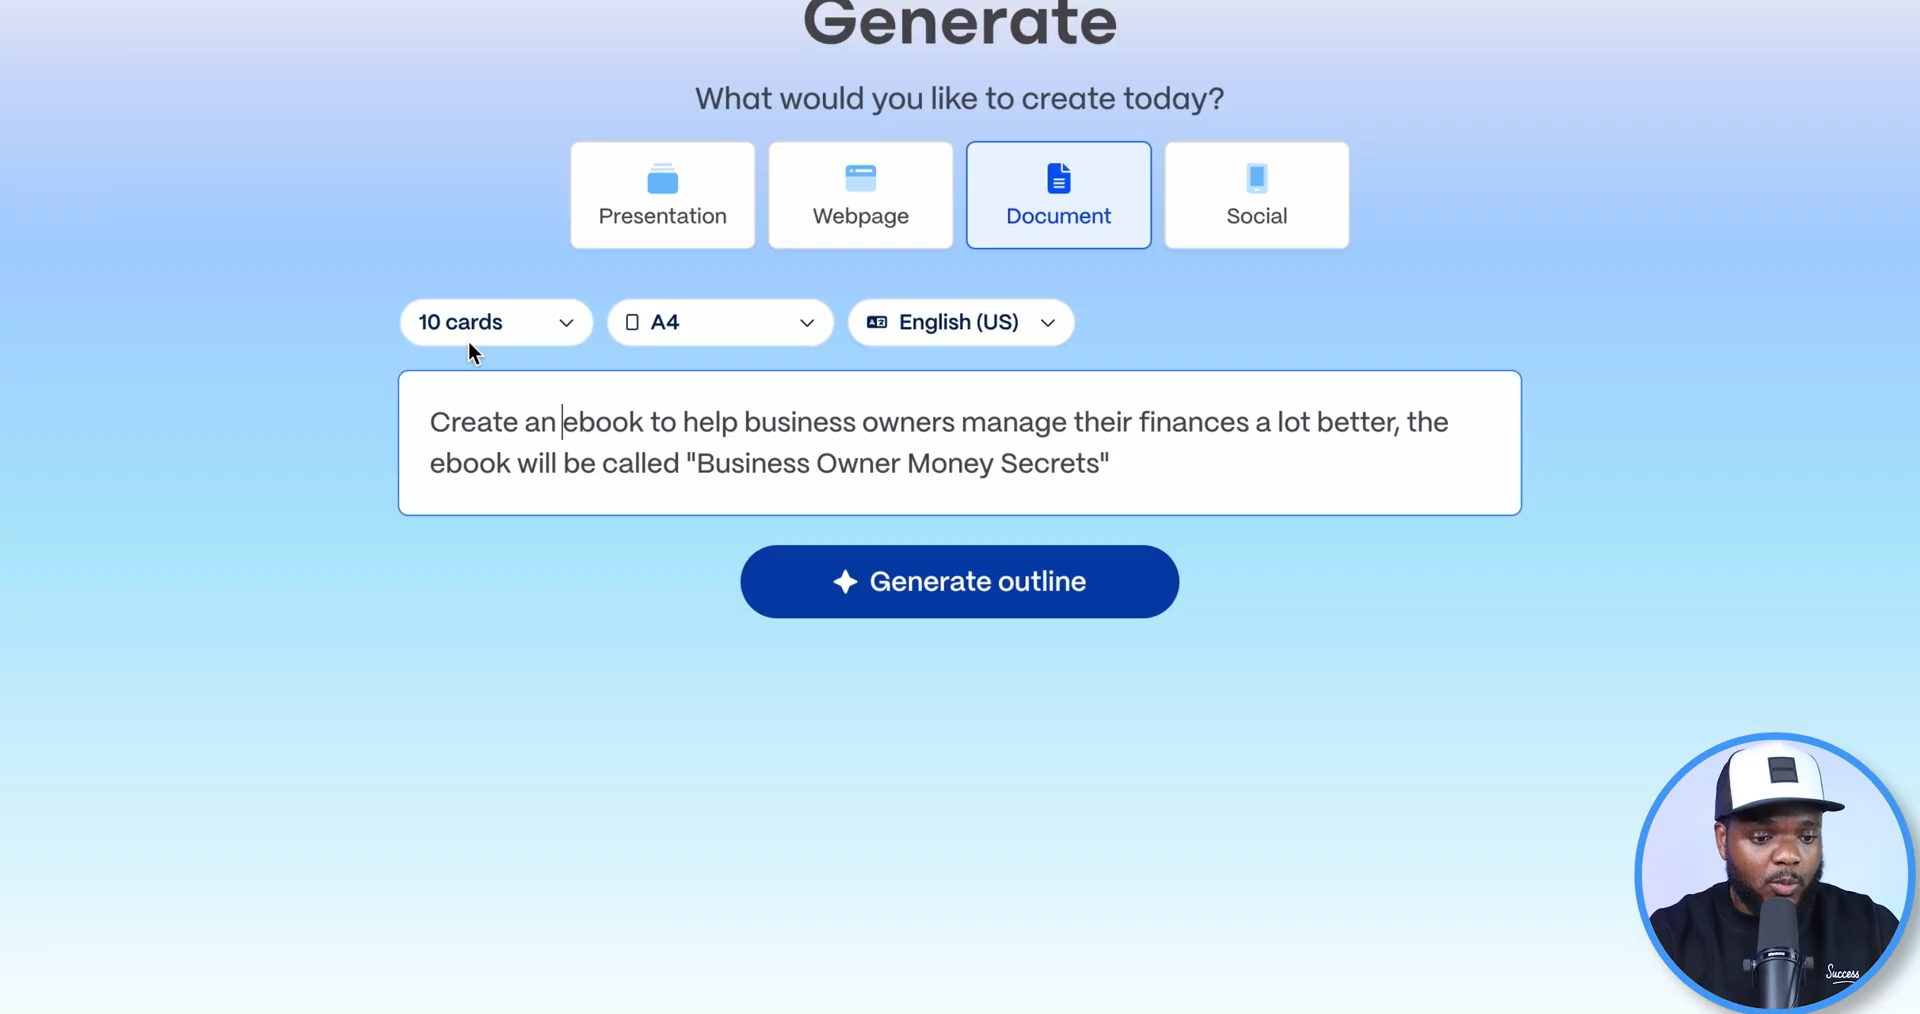 Generate
What would you like to create today?
Presentation
Webpage
Document
Social
10 cards
A4
English (US)
Create an ebook to help business owners manage their finances a lot better, the
ebook will be called "Business Owner Money Secrets"
Generate outline
Success